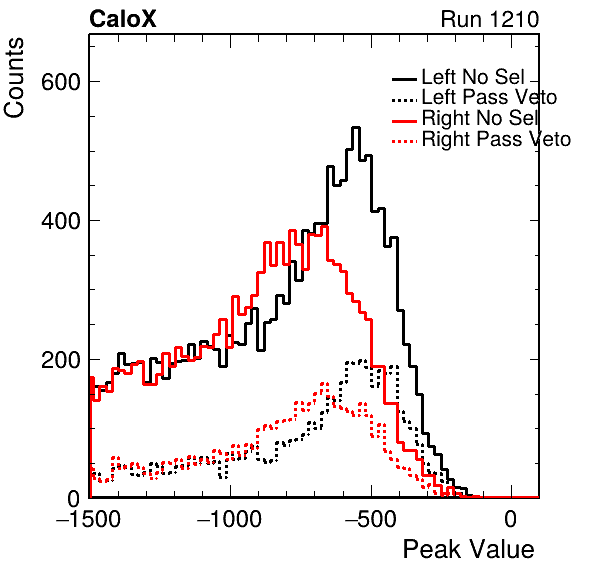 CaloX Run 1210
Counts
600
400
200
0
Left No Sel
Left Pass Veto
Right No Sel
Right Pass Veto
−1500 −1000 −500 0
Peak Value